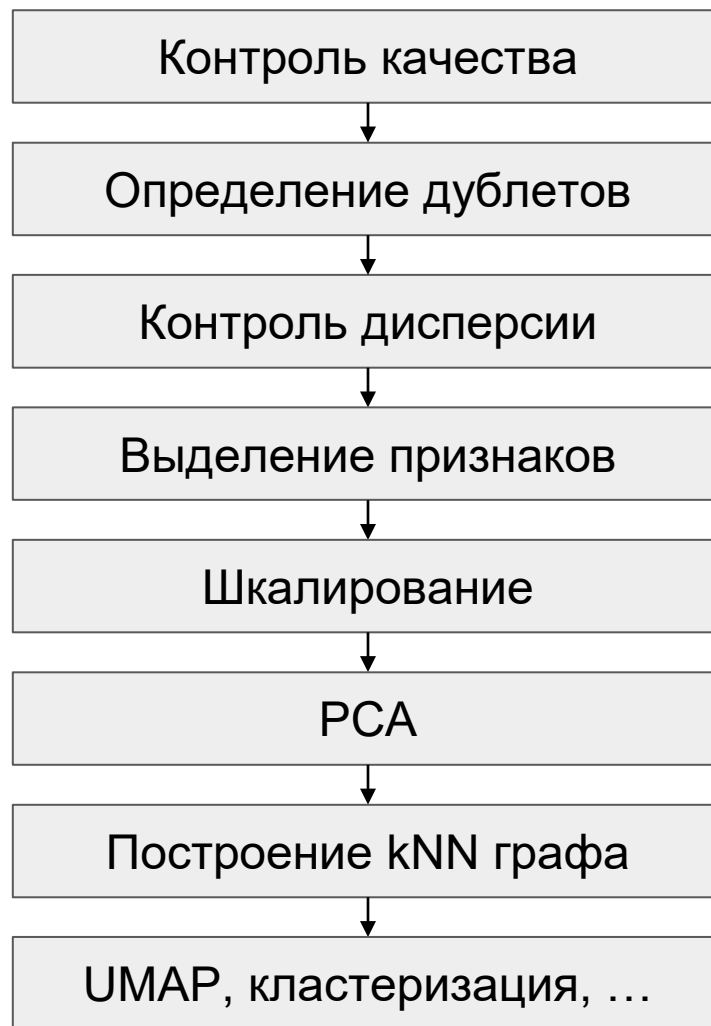 Контроль качества
Определение дублетов
Контроль дисперсии
Выделение признаков
Шкалирование
PCA
Построение kNN графа
UMAP, кластеризация, …